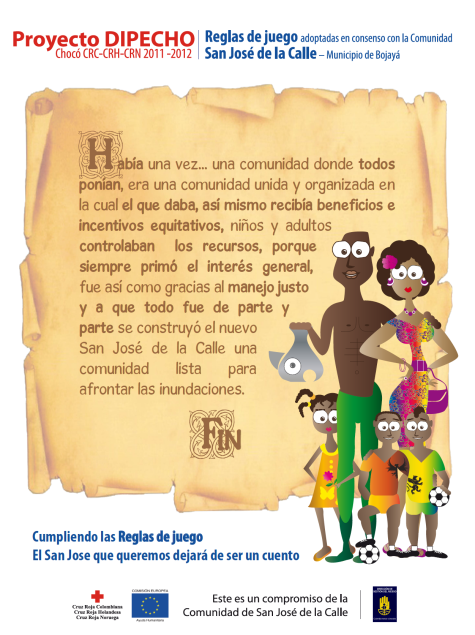 Proyecto DIPECHO
Chocó CRC-CRH-CRN 2011 -2012
Reglas de juego adoptadas en consenso con la Comunidad
San José de la Calle – Municipio de Bojayá
Había una vez... una comunidad donde todos
ponían, era una comunidad unida y organizada en
la cual el que daba, así mismo recibía beneficios e
incentivos equitativos, niños y adultos
controlaban los recursos, porque
siempre primó el interés general,
fue así como gracias al manejo justo
y a que todo fue de parte y
parte se construyó el nuevo
San José de la Calle una
comunidad lista para
afrontar las inundaciones.
FIN
Cumpliendo las Reglas de juego
El San Jose que queremos dejará de ser un cuento
Cruz Roja Colombiana
Cruz Roja Holandesa
Cruz Roja Noruega
COMISIÓN EUROPEA
Ayuda Humanitaria
Este es un compromiso de la
Comunidad de San José de la Calle